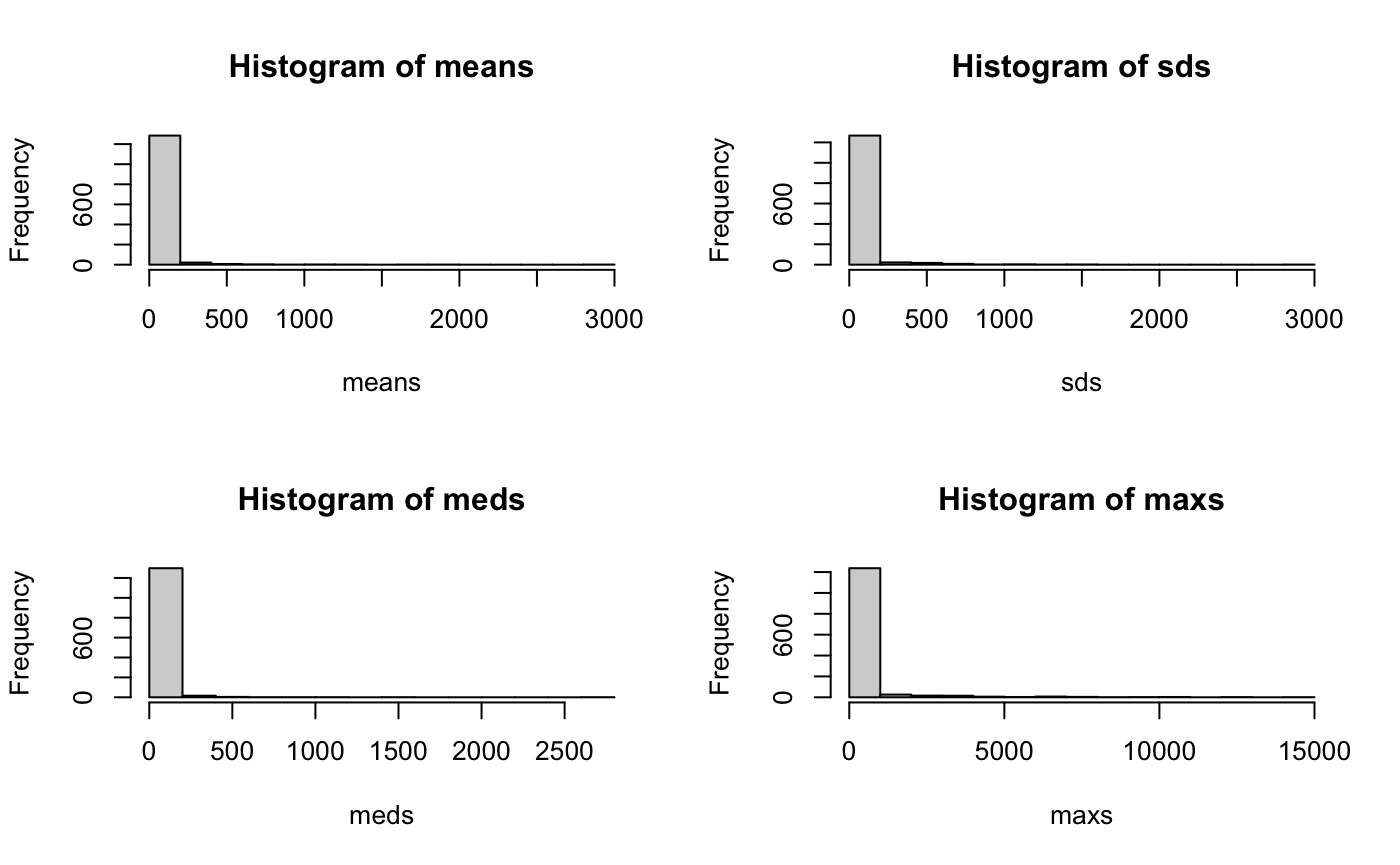 Histogram of means
Frequency
0 600
0 500 1000 2000 3000
means
Histogram of sds
Frequency
0 600
0 500 1000 2000 3000
sds
Histogram of meds
Frequency
0 600
0 500 1000 1500 2000 2500
meds
Histogram of maxs
Frequency
0 600
0 5000 10000 15000
maxs